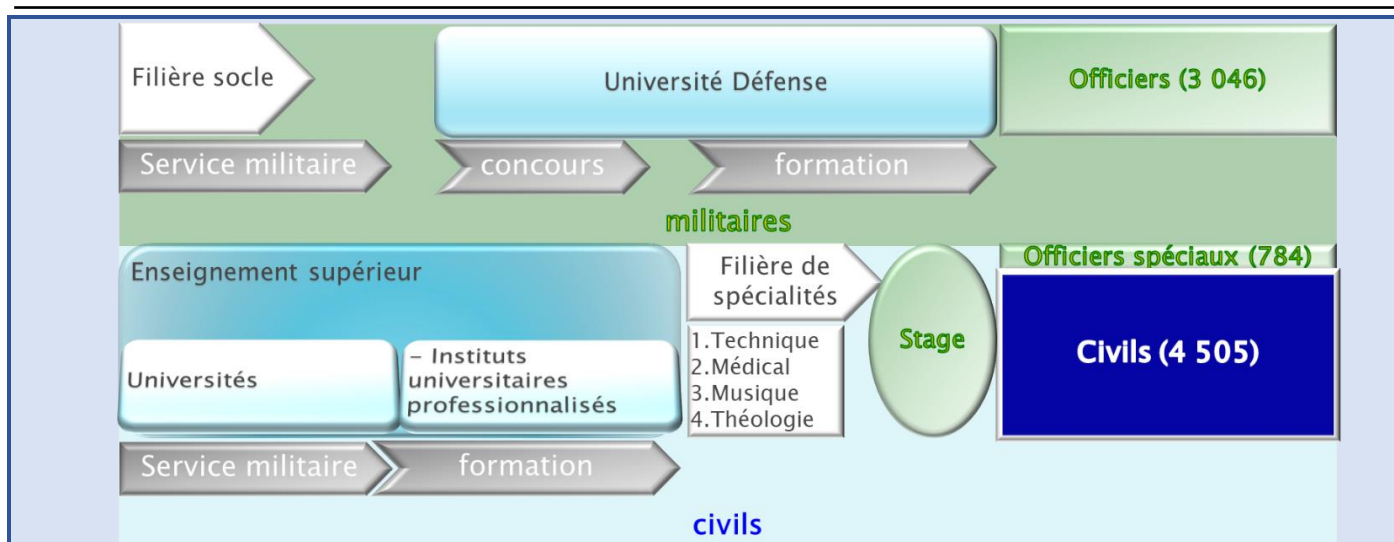 Filière socle
Université Défense
Officiers (3 046)
Service militaire
concours
formation
militaires
Enseignement supérieur
Universités
– Instituts
universitaires
professionnalisés
Filière de
spécialités
1.Technique
2.Médical
3.Musique
4.Théologie
Stage
Officiers spéciaux (784)
Civils (4 505)
Service militaire
formation
civils